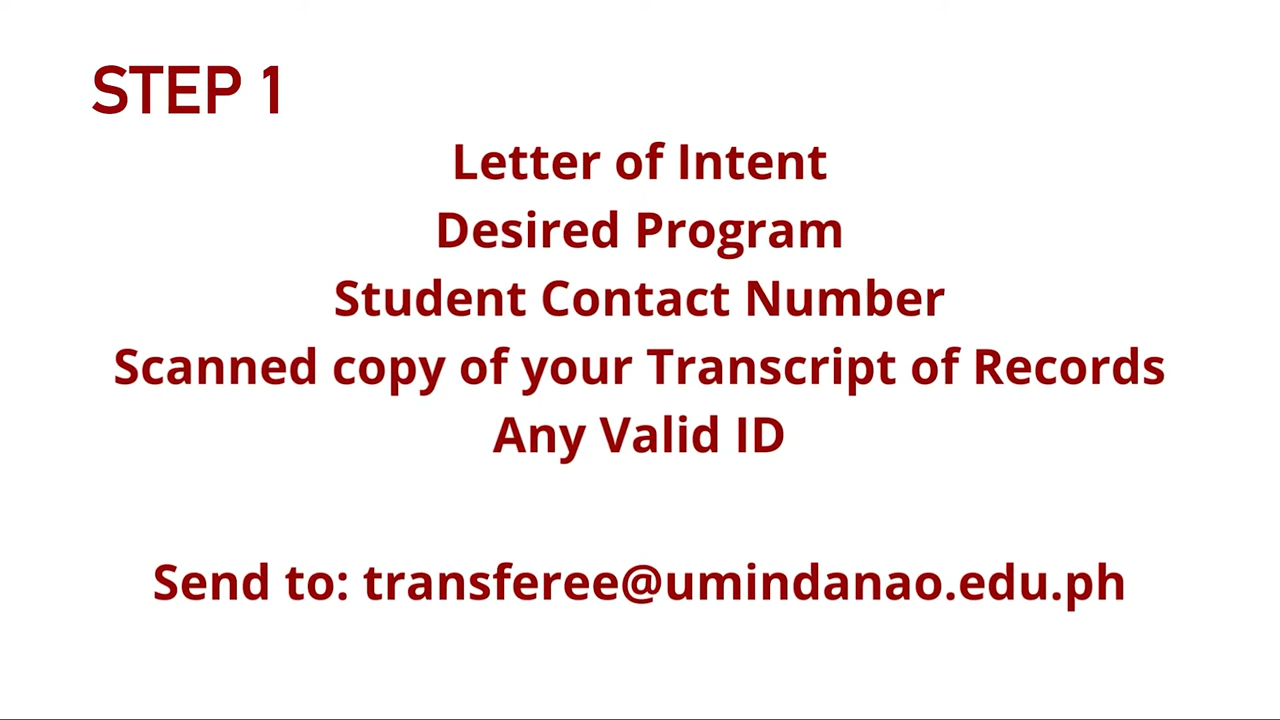 STEP 1
Letter of Intent
Desired Program
Student Contact Number
Scanned copy of your Transcript of Records
Any Valid ID
Send to: transferee@umindanao.edu.ph